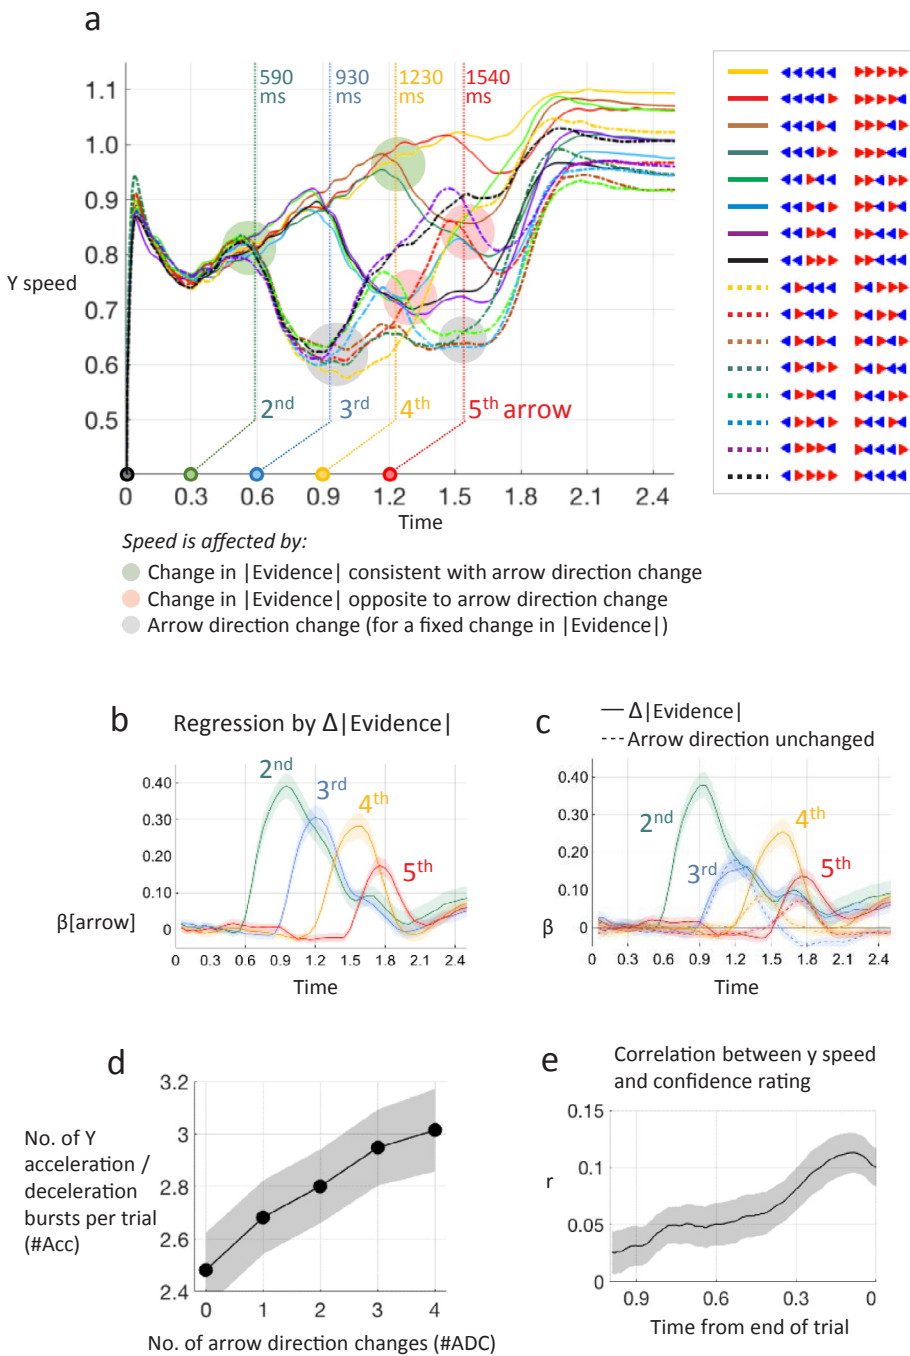 a
590 ms
930 ms
1230 ms
1540 ms
1.1
1.0
0.9
0.8
0.7
0.6
0.5
Y speed
2nd
3rd
4th
5th arrow
0 0.3 0.6 0.9 1.2 1.5 1.8 2.1 2.4
Time
Speed is affected by:
Change in |Evidence| consistent with arrow direction change
Change in |Evidence| opposite to arrow direction change
Arrow direction change (for a fixed change in |Evidence|)
b
Regression by Δ|Evidence|
2nd
3rd
4th
5th
0.40
0.30
0.20
0.10
0
β[arrow]
0 0.3 0.6 0.9 1.2 1.5 1.8 2.1 2.4
Time
c
Δ|Evidence|
Arrow direction unchanged
2nd
3rd
4th
5th
0.40
0.30
0.20
0.10
0
β
0 0.3 0.6 0.9 1.2 1.5 1.8 2.1 2.4
Time
d
3.2
3
2.8
2.6
2.4
No. of Y
acceleration /
deceleration
bursts per trial
(#Acc)
0 1 2 3 4
No. of arrow direction changes (#ADC)
e
Correlation between y speed
and confidence rating
0.15
0.1
0.05
0
r
0.9 0.6 0.3 0
Time from end of trial